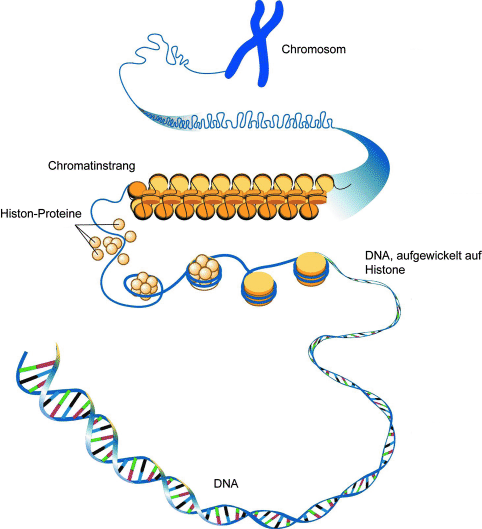 Chromosom
Chromatinstrang
Histon-Proteine
DNA, aufgewickelt auf
Histone
DNA